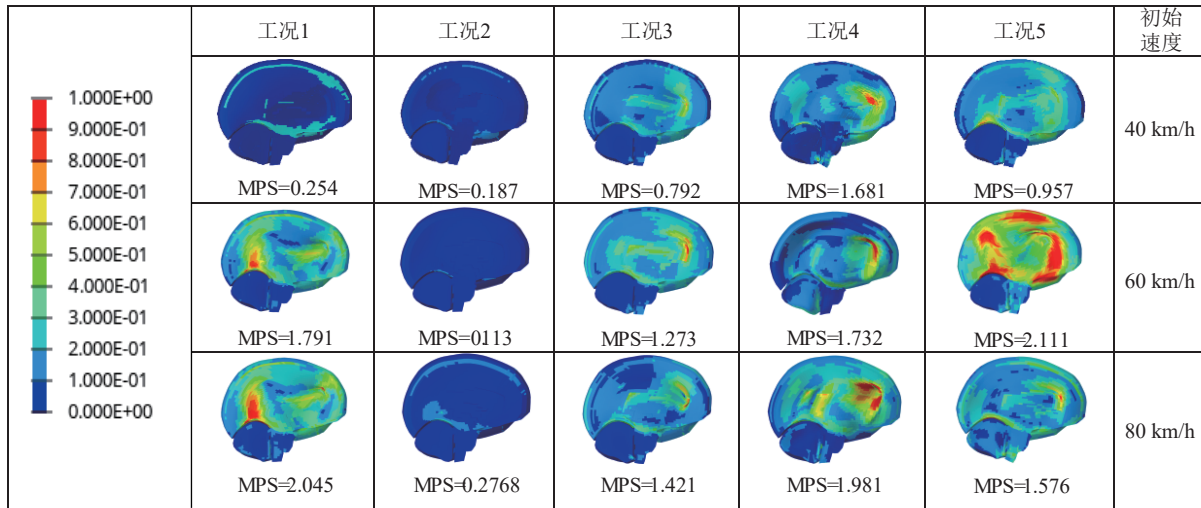 工况1 工况2 工况3 工况4 工况5 初始
速度
1.000E+00
9.000E-01
8.000E-01
7.000E-01
6.000E-01
5.000E-01
4.000E-01
3.000E-01
2.000E-01
1.000E-01
0.000E+00
MPS=0.254 MPS=0.187 MPS=0.792 MPS=1.681 MPS=0.957 40 km/h
MPS=1.791 MPS=0.113 MPS=1.273 MPS=1.732 MPS=2.111 60 km/h
MPS=2.045 MPS=0.2768 MPS=1.421 MPS=1.981 MPS=1.576 80 km/h